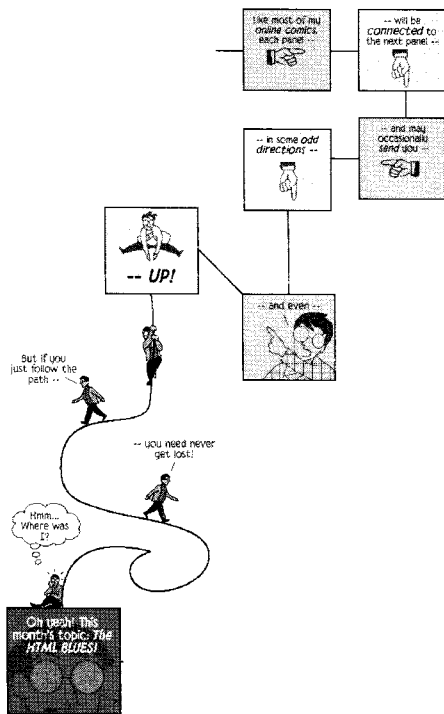 Like most of my
online comics,
each panel --
-- will be
connected to
the next panel --
-- and may
occasionally
send you --
-- in some odd
directions --
-- and even --
-- UP!
But if you
just follow the
path --
-- you need never
get lost!
Hmm...
Where was
I?
Oh yeah! This
month's topic: The
HTML BLUES!